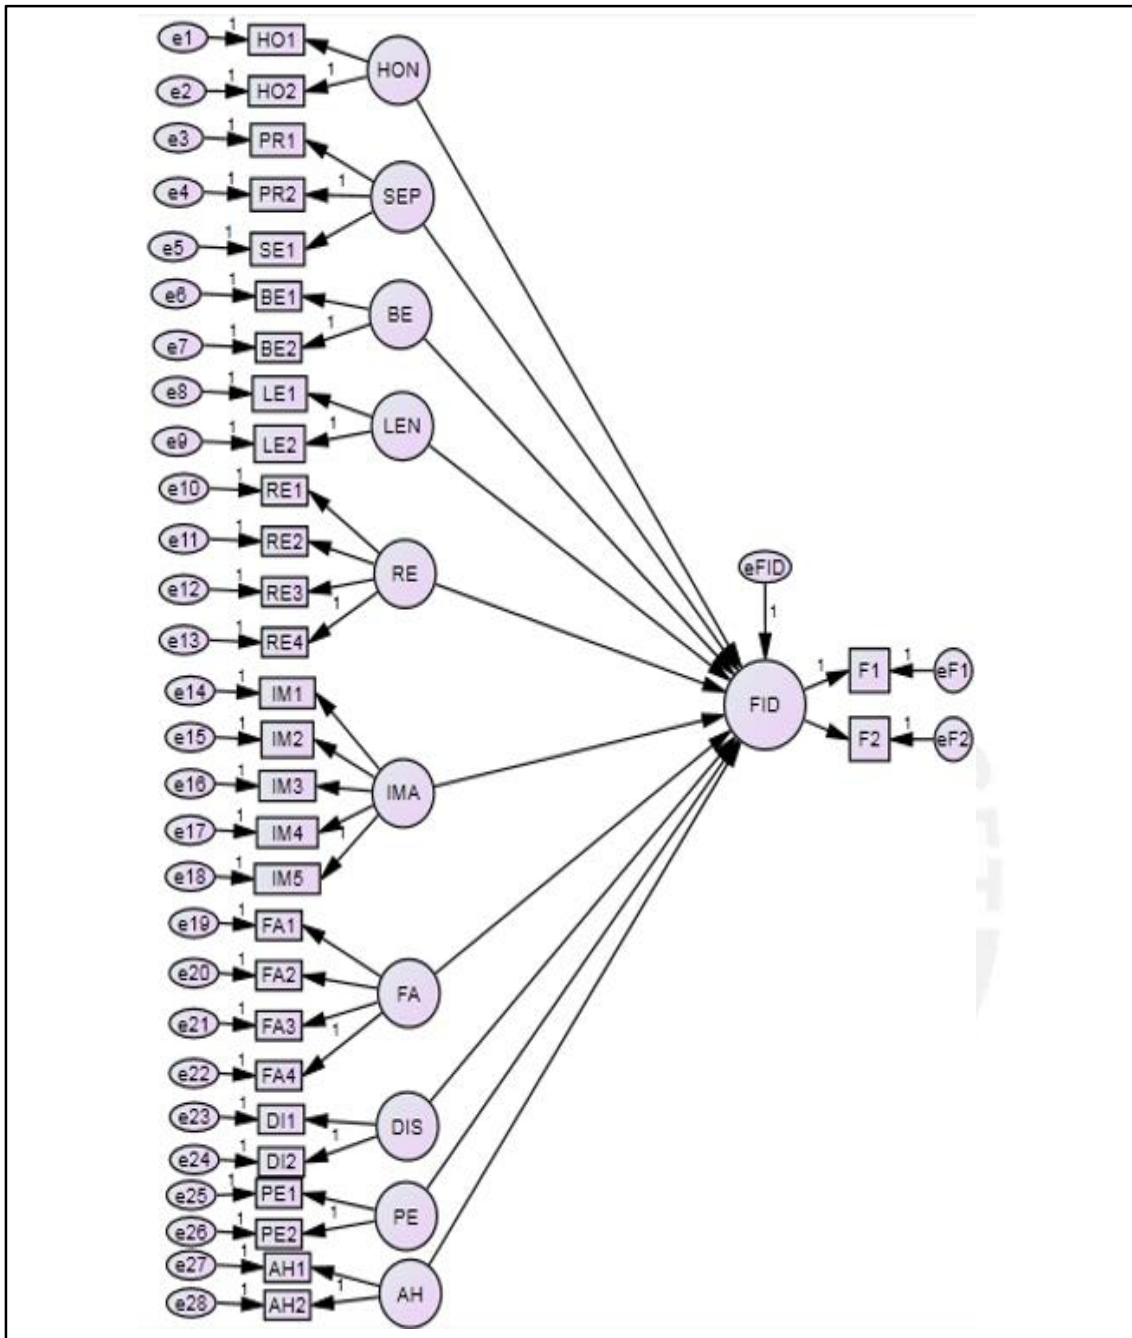 e1 1 HO1
HON
e2 1 HO2 1
e3 1 PR1
e4 1 PR2 1 SEP
e5 1 SE1
e6 1 BE1
BE
e7 1 BE2 1
e8 1 LE1
LEN
e9 1 LE2 1
e10 1 RE1
e11 1 RE2
RE
e12 1 RE3
e13 1 RE4 1
eFID
1
F1 1 1 eF1
FID
F2 1 eF2
e14 1 IM1
e15 1 IM2
e16 1 IM3
IMA
e17 1 IM4
e18 1 IM5 1
e19 1 FA1
e20 1 FA2
FA
e21 1 FA3
e22 1 FA4 1
e23 1 DI1
DIS
e24 1 DI2 1
e25 1 PE1
PE
e26 1 PE2 1
e27 1 AH1
AH
e28 1 AH2 1